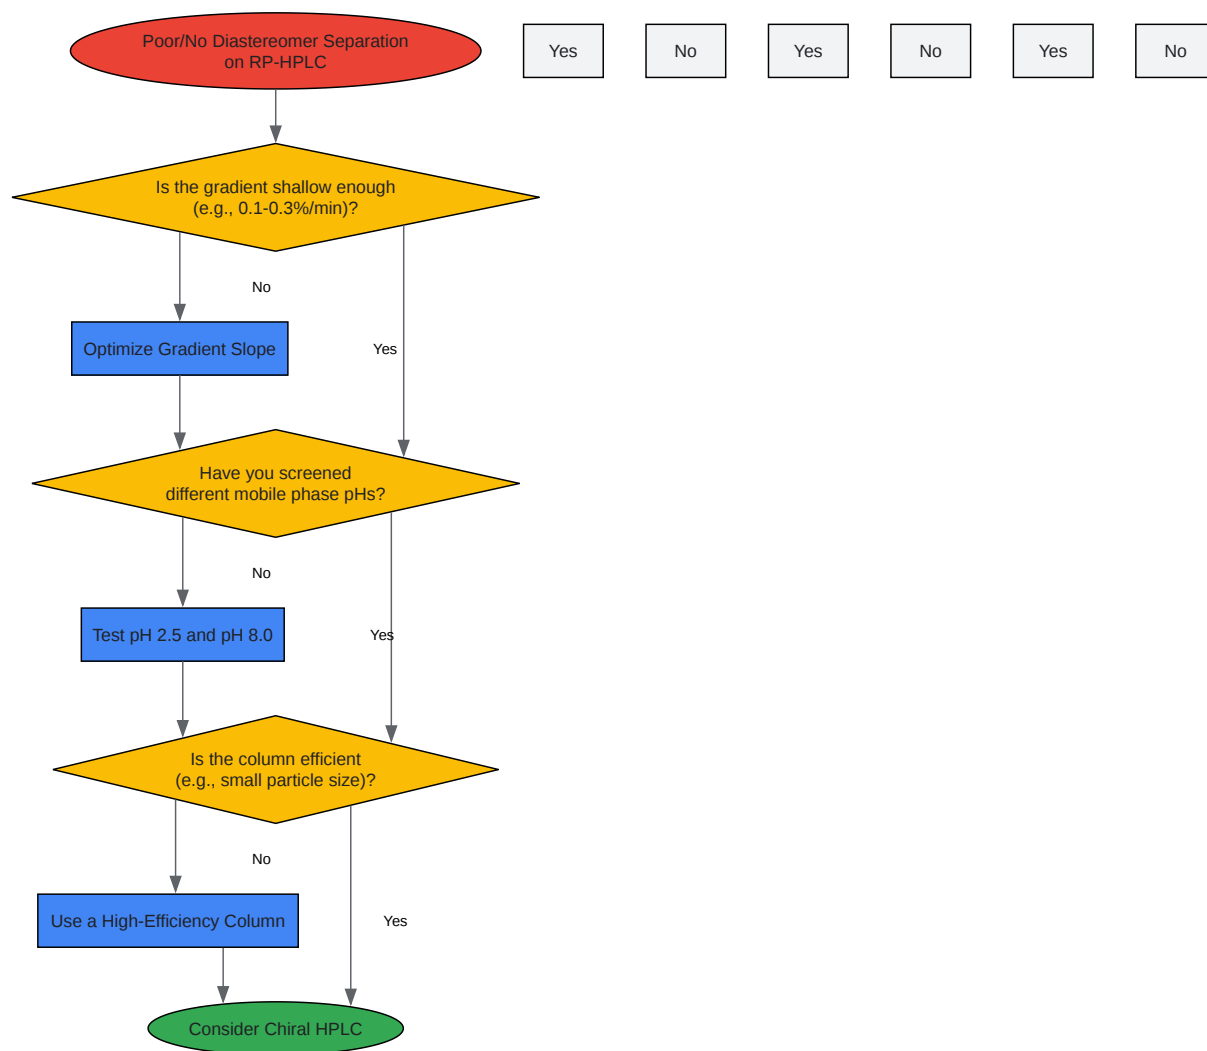 Poor/No Diastereomer Separation
on RP-HPLC
Yes
No
Yes
No
Yes
No
Is the gradient shallow enough
(e.g., 0.1-0.3%/min)?
No
Optimize Gradient Slope
Yes
Have you screened
different mobile phase pHs?
No
Test pH 2.5 and pH 8.0
Yes
Is the column efficient
(e.g., small particle size)?
No
Use a High-Efficiency Column
Yes
Consider Chiral HPLC